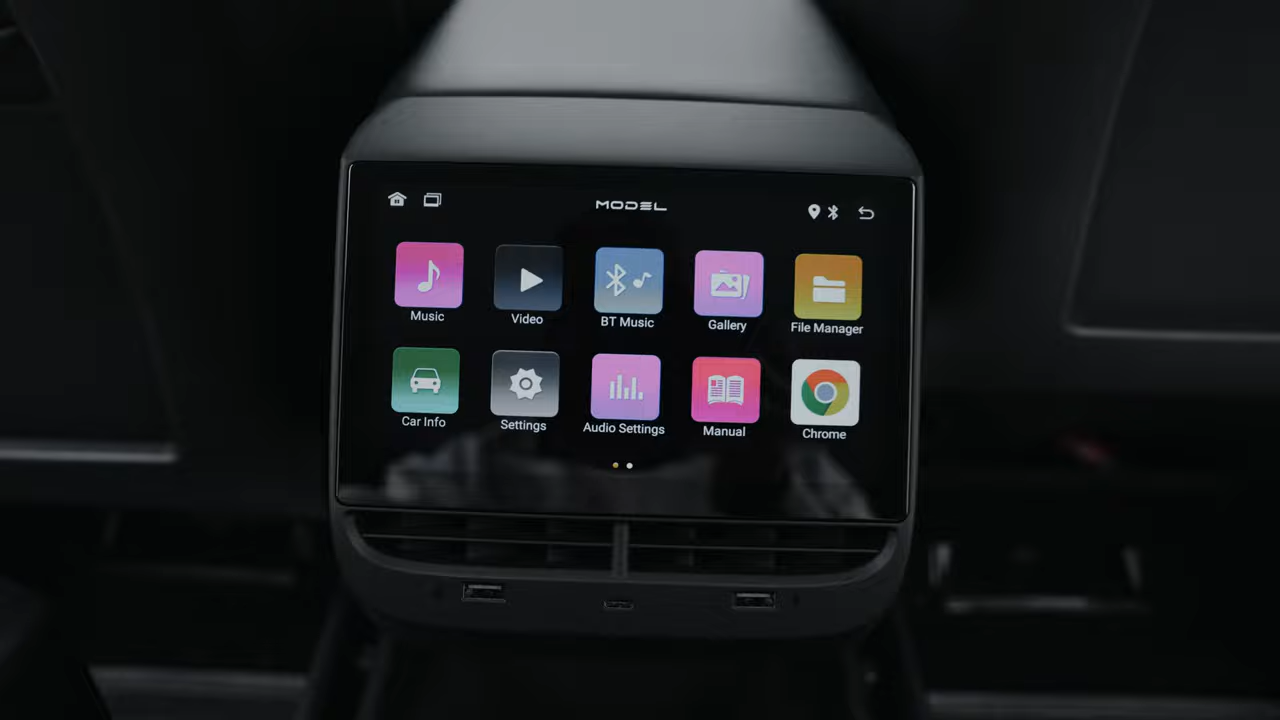 MODEL
Music
Video
BT Music
Gallery
File Manager
Car Info
Settings
Audio Settings
Manual
Chrome